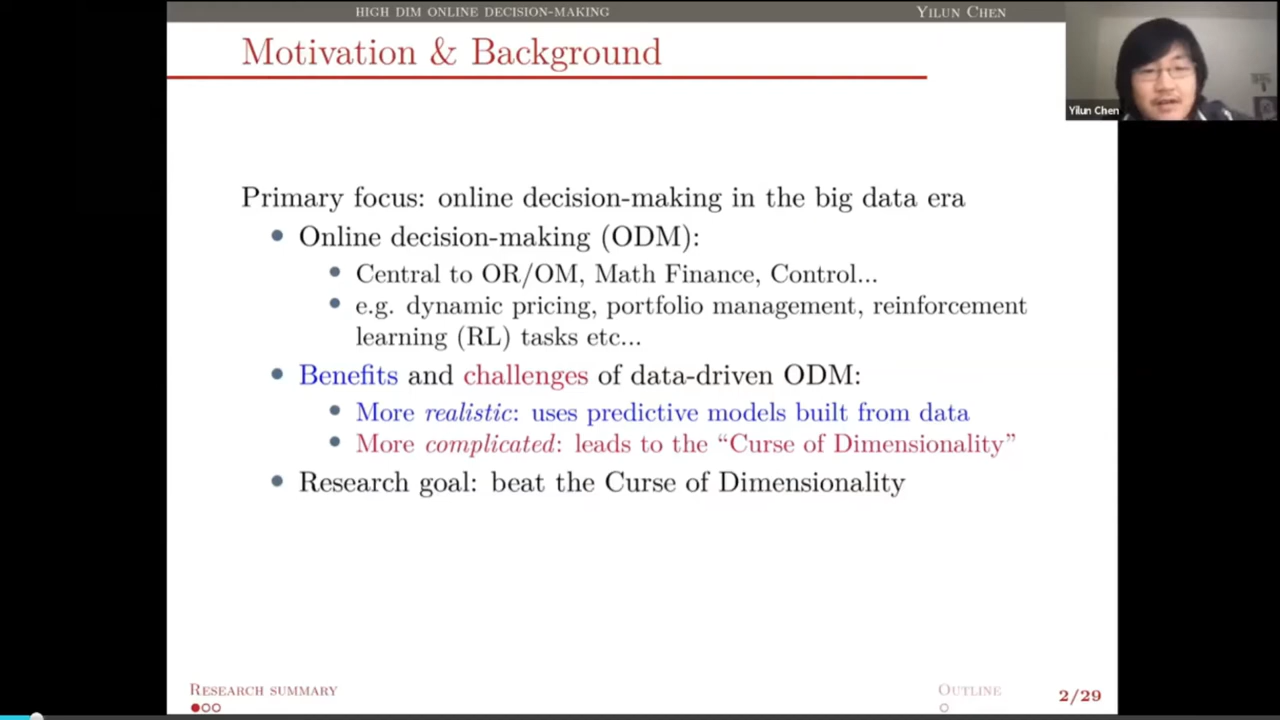 HIGH DIM ONLINE DECISION-MAKING
YILUN CHEN
Motivation & Background
Yilun Chen
Primary focus: online decision-making in the big data era
• Online decision-making (ODM):
• Central to OR/OM, Math Finance, Control...
• e.g. dynamic pricing, portfolio management, reinforcement
learning (RL) tasks etc...
• Benefits and challenges of data-driven ODM:
• More realistic: uses predictive models built from data
• More complicated: leads to the “Curse of Dimensionality”
• Research goal: beat the Curse of Dimensionality
RESEARCH SUMMARY
OUTLINE
2/29